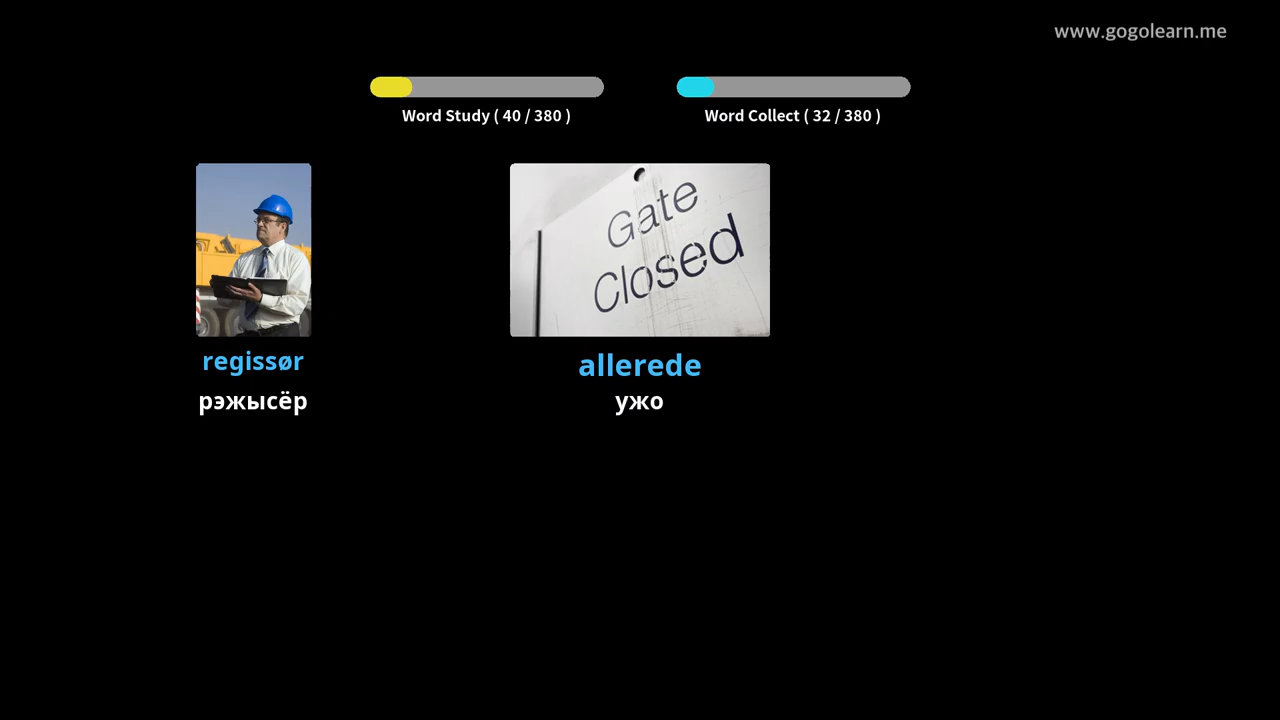 www.gogolearn.me
Word Study ( 40 / 380 )
Word Collect ( 32 / 380 )
Gate
Closed
regissør
рэжысёр
allerede
ужо